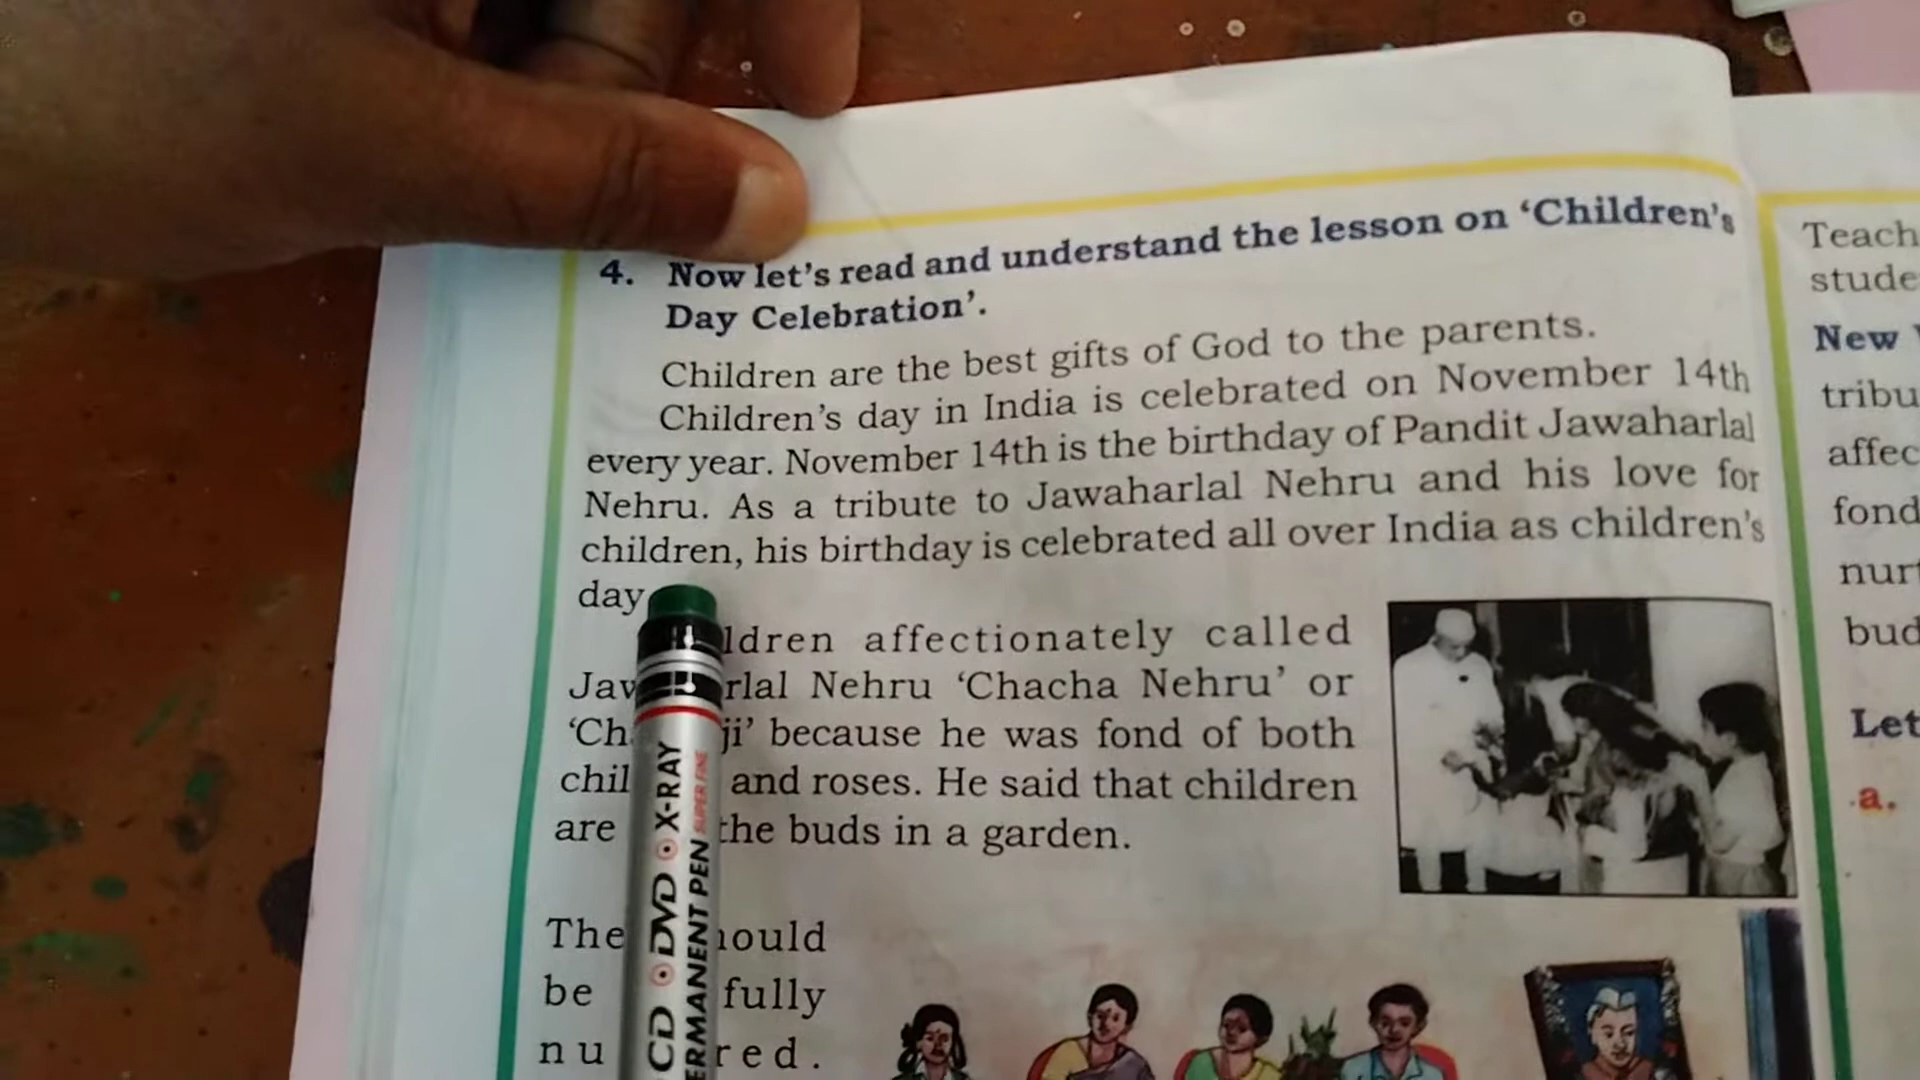 4. Now let's read and understand the lesson on 'Children's
Day Celebration'.
Children are the best gifts of God to the parents.
Children's day in India is celebrated on November 14th
every year. November 14th is the birthday of Pandit Jawaharlal
Nehru. As a tribute to Jawaharlal Nehru and his love for
children, his birthday is celebrated all over India as children's
day
ldren affectionately called
Jaw rlal Nehru 'Chacha Nehru' or
'Ch ji' because he was fond of both
chil and roses. He said that children
are the buds in a garden.
The hould
be fully
nu red.
CD DVD X-RAY
PERMANENT PEN SUPER FINE
Teach
stude
New
tribu
affec
fond
nurt
bud
Let
a.